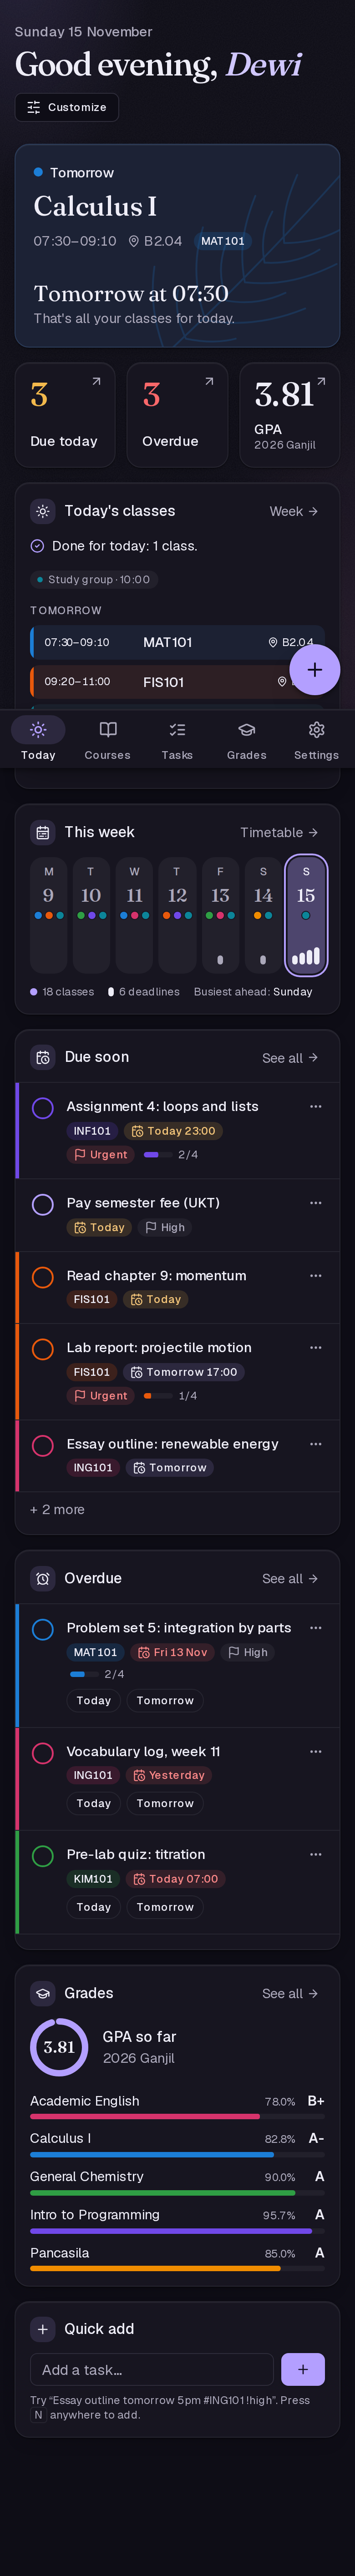 Sunday 15 November
Good evening, Dewi
Customize
Tomorrow
Calculus I
07:30–09:10 B2.04 MAT101
Tomorrow at 07:30
That's all your classes for today.
3 3 3.81
Due today Overdue GPA
2026 Ganjil
Today's classes Week →
Done for today: 1 class.
Study group · 10:00
TOMORROW
07:30–09:10 MAT101 B2.04
09:20–11:00 FIS101
Today Courses Tasks Grades Settings
This week Timetable →
M T W T F S S
9 10 11 12 13 14 15
18 classes 6 deadlines Busiest ahead: Sunday
Due soon See all →
Assignment 4: loops and lists
INF101 Today 23:00
Urgent 2/4
Pay semester fee (UKT)
Today High
Read chapter 9: momentum
FIS101 Today
Lab report: projectile motion
FIS101 Tomorrow 17:00
Urgent 1/4
Essay outline: renewable energy
ING101 Tomorrow
+ 2 more
Overdue See all →
Problem set 5: integration by parts
MAT101 Fri 13 Nov High
2/4
Today Tomorrow
Vocabulary log, week 11
ING101 Yesterday
Today Tomorrow
Pre-lab quiz: titration
KIM101 Today 07:00
Today Tomorrow
Grades See all →
3.81 GPA so far
2026 Ganjil
Academic English 78.0% B+
Calculus I 82.8% A-
General Chemistry 90.0% A
Intro to Programming 95.7% A
Pancasila 85.0% A
Quick add
Add a task...
Try “Essay outline tomorrow 5pm #ING101 !high”. Press
N anywhere to add.